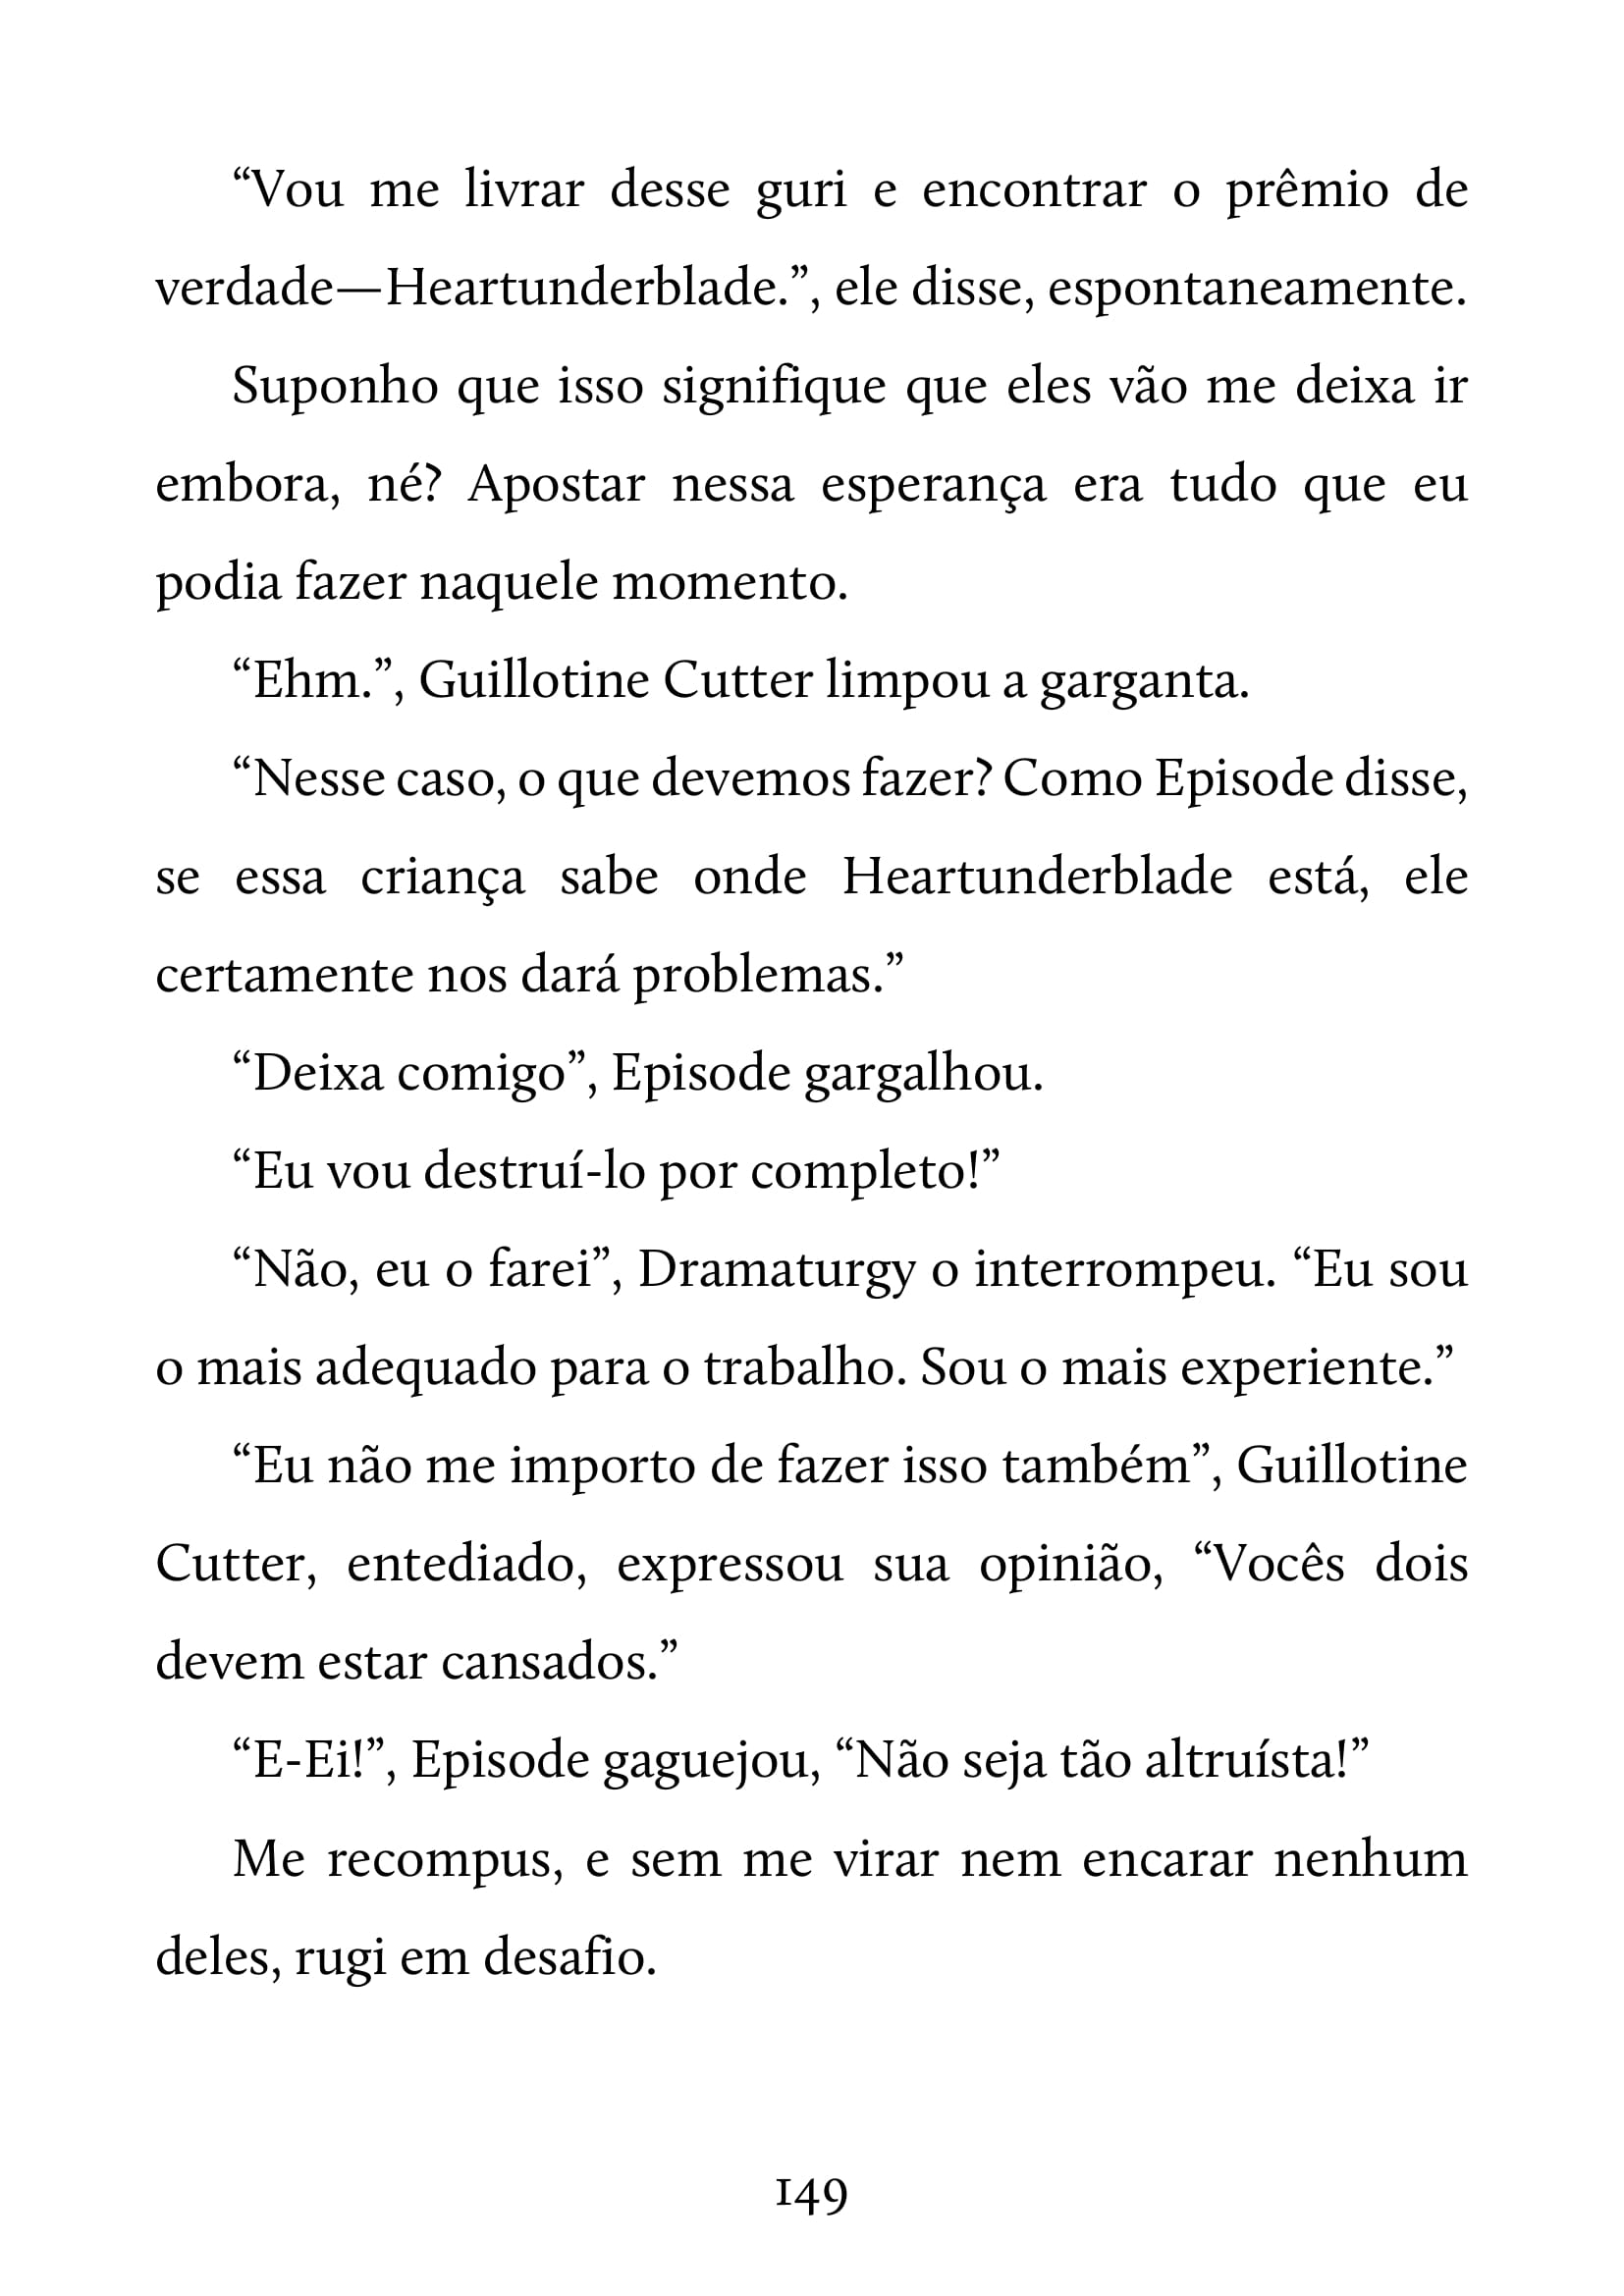 “Vou me livrar desse guri e encontrar o prêmio de
verdade—Heartunderblade.”, ele disse, espontaneamente.
Suponho que isso signifique que eles vão me deixa ir
embora, né? Apostar nessa esperança era tudo que eu
podia fazer naquele momento.
“Ehm.”, Guillotine Cutter limpou a garganta.
“Nesse caso, o que devemos fazer? Como Episode disse,
se essa criança sabe onde Heartunderblade está, ele
certamente nos dará problemas.”
“Deixa comigo”, Episode gargalhou.
“Eu vou destruí-lo por completo!”
“Não, eu o farei”, Dramaturgy o interrompeu. “Eu sou
o mais adequado para o trabalho. Sou o mais experiente.”
“Eu não me importo de fazer isso também”, Guillotine
Cutter, entediado, expressou sua opinião, “Vocês dois
devem estar cansados.”
“E-Ei!”, Episode gaguejou, “Não seja tão altruísta!”
Me recompus, e sem me virar nem encarar nenhum
deles, rugi em desafio.
149